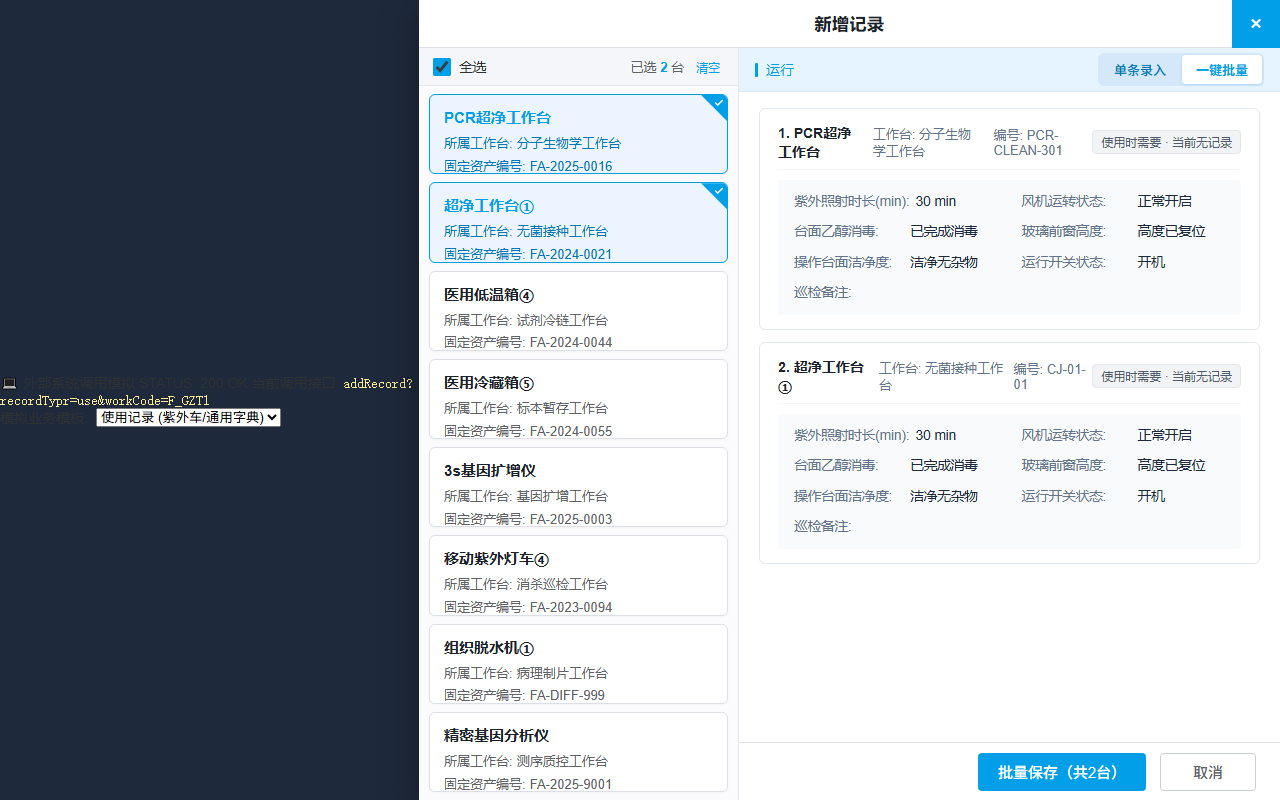 新增记录
×
全选
已选 2 台 清空
PCR超净工作台
所属工作台: 分子生物学工作台
固定资产编号: FA-2025-0016
超净工作台①
所属工作台: 无菌接种工作台
固定资产编号: FA-2024-0021
医用低温箱④
所属工作台: 试剂冷链工作台
固定资产编号: FA-2024-0044
医用冷藏箱⑤
所属工作台: 标本暂存工作台
固定资产编号: FA-2024-0055
3s基因扩增仪
所属工作台: 基因扩增工作台
固定资产编号: FA-2025-0003
移动紫外灯车④
所属工作台: 消杀巡检工作台
固定资产编号: FA-2023-0094
组织脱水机①
所属工作台: 病理制片工作台
固定资产编号: FA-DIFF-999
精密基因分析仪
所属工作台: 测序质控工作台
固定资产编号: FA-2025-9001
运行
单条录入 一键批量
1. PCR超净
工作台
工作台: 分子生物
学工作台
编号: PCR-
CLEAN-301
使用时需要 · 当前无记录
紫外照射时长(min): 30 min 风机运转状态: 正常开启
台面乙醇消毒: 已完成消毒 玻璃前窗高度: 高度已复位
操作台面洁净度: 洁净无杂物 运行开关状态: 开机
巡检备注:
2. 超净工作台
①
工作台: 无菌接种工作
台
编号: CJ-01-
01
使用时需要 · 当前无记录
紫外照射时长(min): 30 min 风机运转状态: 正常开启
台面乙醇消毒: 已完成消毒 玻璃前窗高度: 高度已复位
操作台面洁净度: 洁净无杂物 运行开关状态: 开机
巡检备注:
批量保存（共2台） 取消
外部系统调用模拟 STATUS: 200 OK 当前调用接口: addRecord?
recordTypr=use&workCode=F_GZT1
使用记录 (紫外车/通用字典)